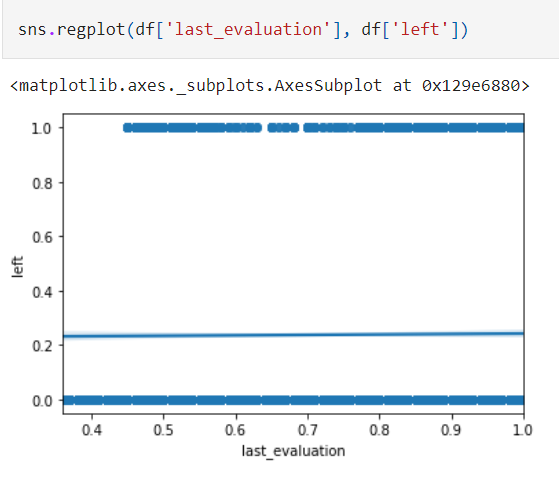 sns.regplot(df['last_evaluation'], df['left'])
<matplotlib.axes._subplots.AxesSubplot at 0x129e6880>
1.0
0.8
0.6
0.4
0.2
0.0
left
0.4 0.5 0.6 0.7 0.8 0.9 1.0
last_evaluation